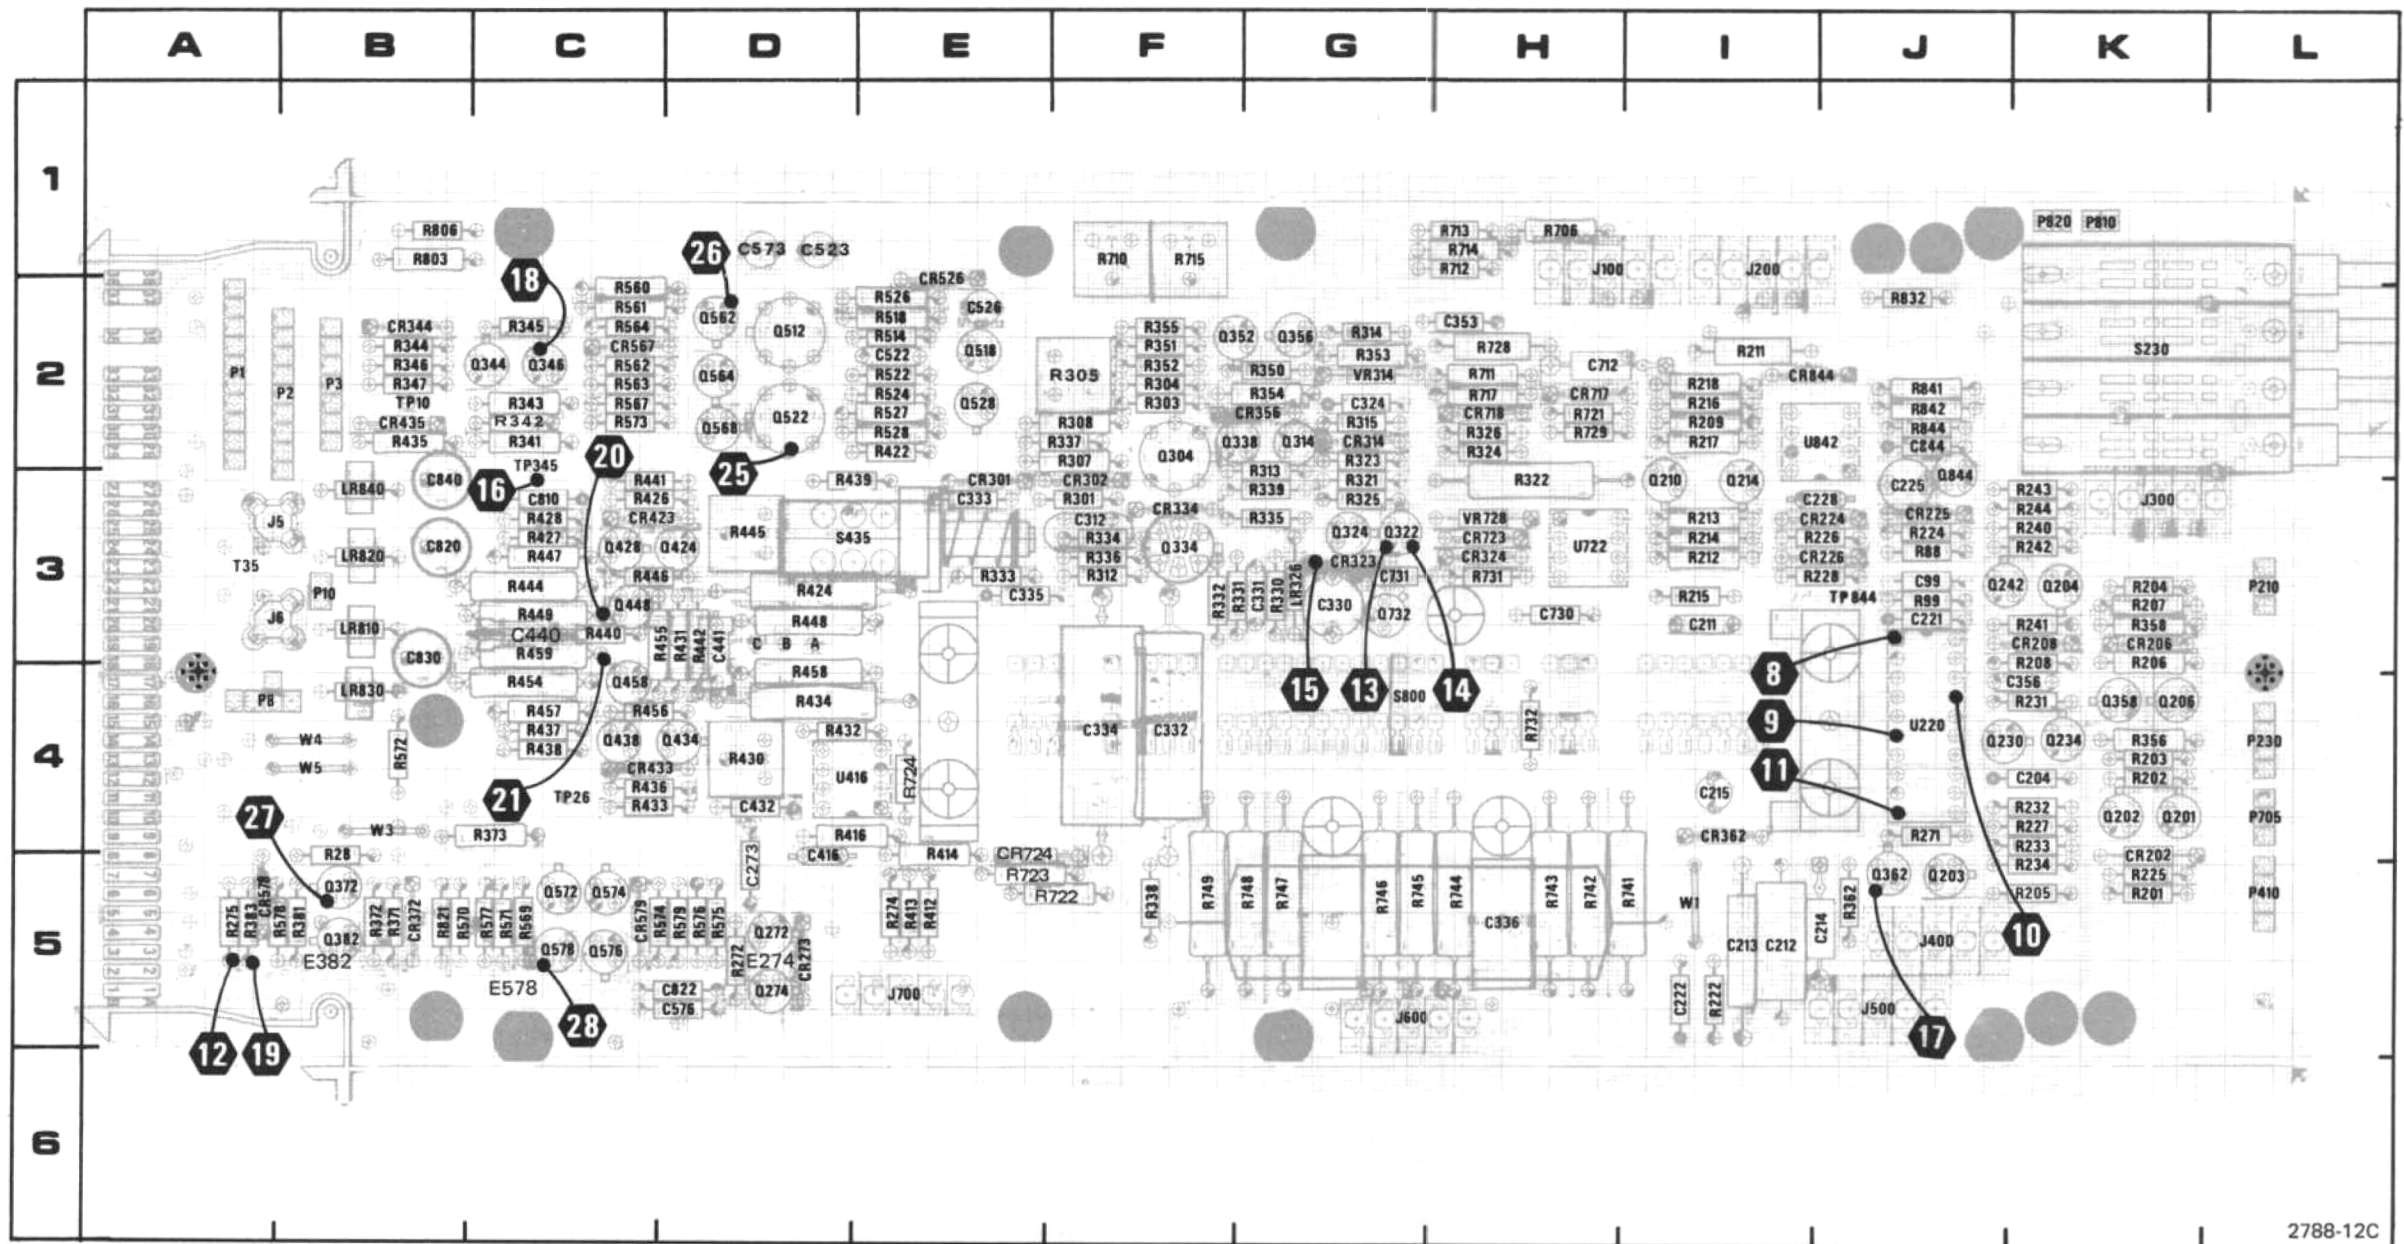 A B C D E F G H I J K L
1
R806
R803
18
26
C573 C523
R710 R715
R713
R714
R712
R706
J100
J200
P820 P810
2
R560
R561
R564
CR567
R562
R563
R567
R573
Q562
Q564
Q568
Q512
Q522
CR526
R526
R518
R514
C522
R522
R524
R527
R528
R422
C526
Q518
Q528
P1
P2
P3
CR344
R344
R346
R347
TP10
CR435
R435
R345
Q344
Q346
R343
R342
R341
R305
R355
R351
R352
R304
R303
R308
R337
R307
Q304
Q352
Q356
R350
R354
CR356
Q338
Q314
R314
R353
VR314
C324
R315
CR314
R323
C353
R728
R711
R717
CR718
R326
R324
C712
CR717
R721
R729
R211
R218
R216
R209
R217
CR844
U842
R832
R841
R842
R844
C844
S230
3
20
16
25
TP345
C840
LR840
J5
T35
LR820
C820
P10
J6
LR810
C830
C810
R428
R427
R447
R444
R449
C440
R459
R440
R441
R426
CR423
Q428
Q424
R446
Q448
R455
R431
R442
C441
R445
S435
R439
R424
R448
C B A
CR301
C333
R333
C335
CR302
R301
C312
R334
R336
R312
CR334
Q334
R313
R339
R335
R321
R325
Q324
Q322
CR323
C731
R332
R331
C331
R330
LR326
C330
Q732
R322
VR728
CR723
CR324
R731
U722
C730
Q210
Q214
R213
R214
R212
R215
C211
C228
CR224
R226
CR226
R228
C225
Q844
CR225
R224
R88
C99
R99
C221
TP844
R243
R244
R240
R242
Q242
Q204
R241
CR208
J300
R204
R207
R358
CR206
P210
4
P8
LR830
W4
W5
R572
W3
R454
R457
R437
R438
Q458
R456
Q438
Q434
CR433
R436
R433
TP26
21
27
R373
R458
R434
R430
R432
U416
C432
R416
R724
C334
C332
15
13
14
S800
R732
8
9
11
C215
CR362
U220
R271
R208
C356
R231
Q230
Q234
C204
R232
R227
R233
R234
R206
Q358
Q206
R356
R203
R202
Q202
Q201
P230
P705
5
R28
Q372
Q382
E382
R275
R383
CR578
R578
R381
R372
R371
CR372
R821
R570
R577
R571
R569
Q572
Q574
Q578
Q576
E578
28
CR579
R574
R579
R576
R575
C822
C576
C273
R272
Q272
E274
Q274
CR273
C416
R414
R274
R413
R412
J700
CR724
R723
R722
R338
R749
R748
R747
R746
R745
R744
C336
R743
R742
R741
J600
W1
C222
R222
C213
C212
C214
R362
Q362
Q203
J400
J500
R205
CR202
R225
R201
P410
10
17
12 19
6
2788-12C